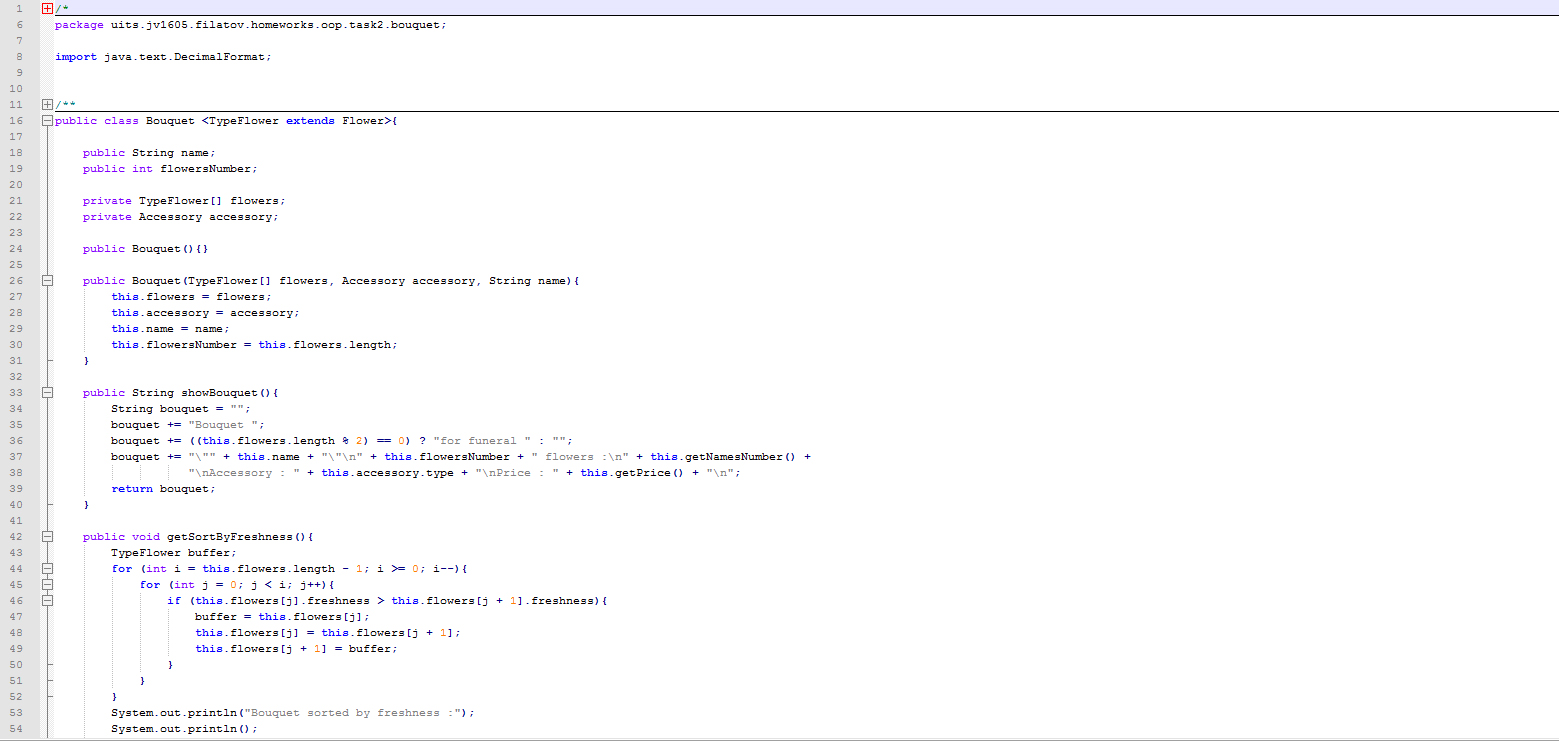 1 /*
6 package uits.jv1605.filatov.homeworks.oop.task2.bouquet;
7
8 import java.text.DecimalFormat;
9
10
11 /**
16 public class Bouquet <TypeFlower extends Flower>{
17
18     public String name;
19     public int flowersNumber;
20
21     private TypeFlower[] flowers;
22     private Accessory accessory;
23
24     public Bouquet(){}
25
26     public Bouquet(TypeFlower[] flowers, Accessory accessory, String name){
27         this.flowers = flowers;
28         this.accessory = accessory;
29         this.name = name;
30         this.flowersNumber = this.flowers.length;
31     }
32
33     public String showBouquet(){
34         String bouquet = "";
35         bouquet += "Bouquet ";
36         bouquet += ((this.flowers.length % 2) == 0) ? "for funeral " : "";
37         bouquet += "\"" + this.name + "\"\n" + this.flowersNumber + " flowers :\n" + this.getNamesNumber() +
38                    "\nAccessory : " + this.accessory.type + "\nPrice : " + this.getPrice() + "\n";
39         return bouquet;
40     }
41
42     public void getSortByFreshness(){
43         TypeFlower buffer;
44         for (int i = this.flowers.length - 1; i >= 0; i--){
45             for (int j = 0; j < i; j++){
46                 if (this.flowers[j].freshness > this.flowers[j + 1].freshness){
47                     buffer = this.flowers[j];
48                     this.flowers[j] = this.flowers[j + 1];
49                     this.flowers[j + 1] = buffer;
50                 }
51             }
52         }
53         System.out.println("Bouquet sorted by freshness :");
54         System.out.println();